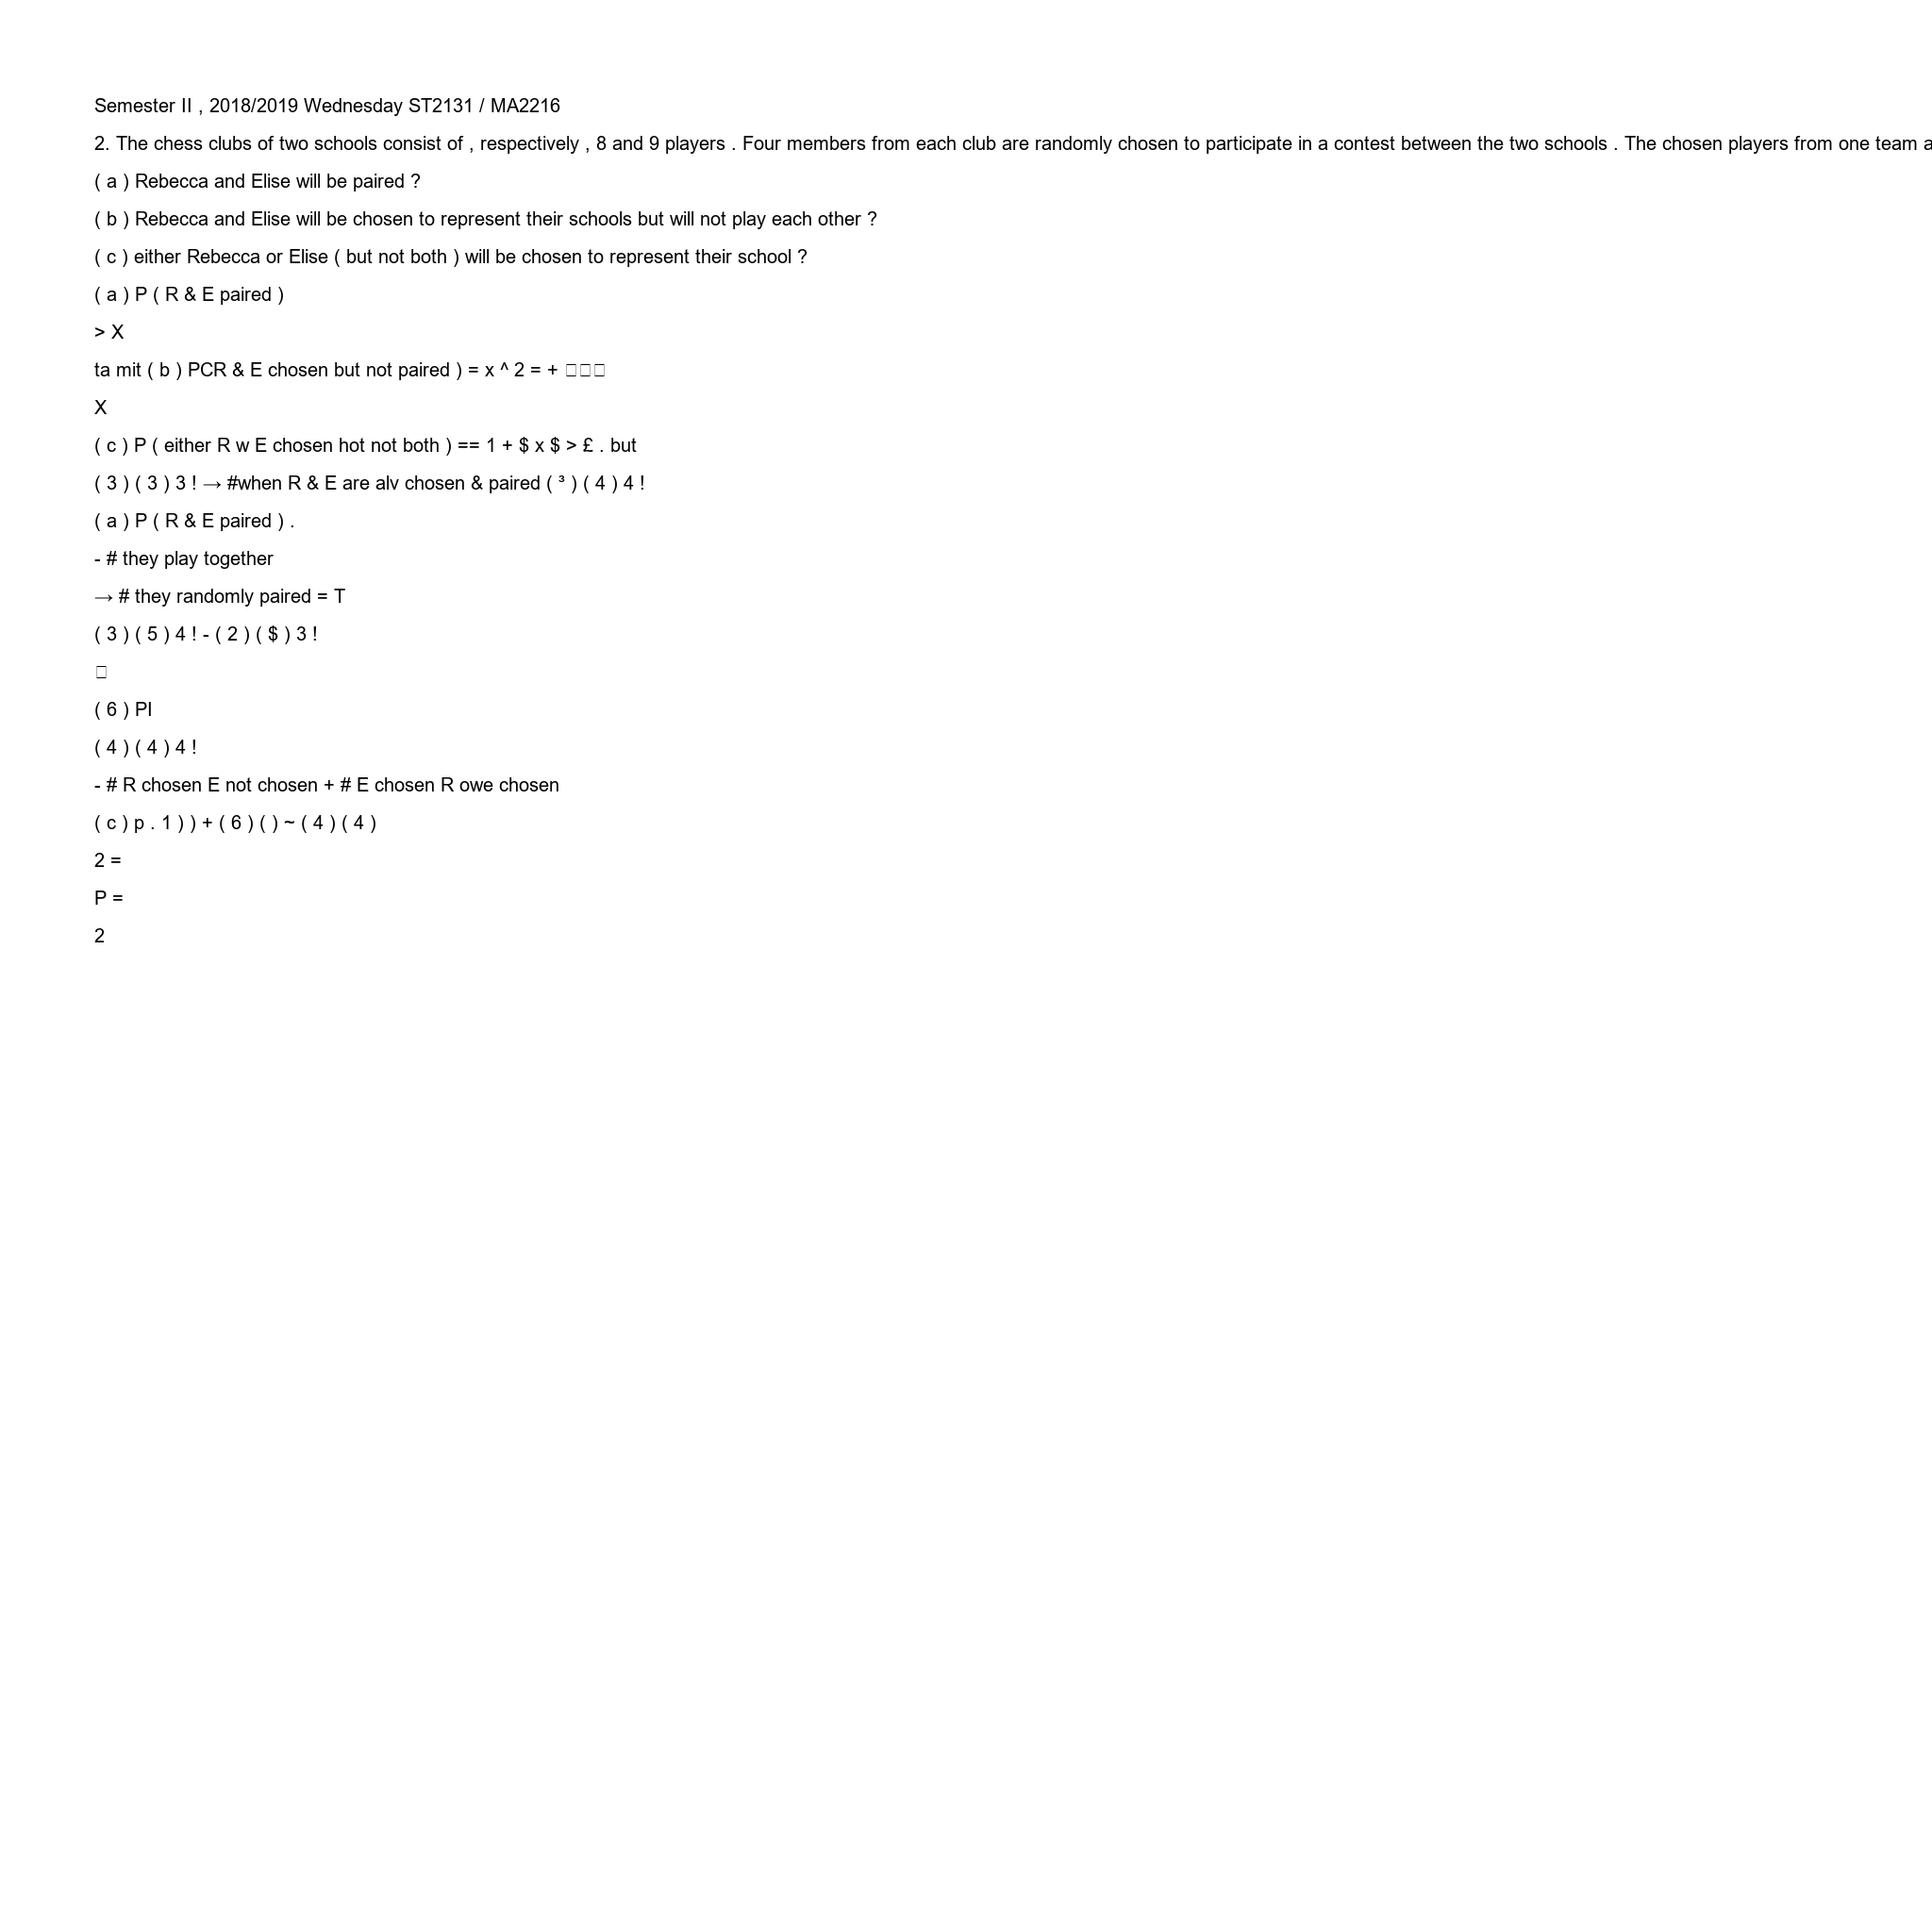 Semester II , 2018/2019 Wednesday ST2131 / MA2216
2. The chess clubs of two schools consist of , respectively , 8 and 9 players . Four members from each club are randomly chosen to participate in a contest between the two schools . The chosen players from one team a
( a ) Rebecca and Elise will be paired ?
( b ) Rebecca and Elise will be chosen to represent their schools but will not play each other ?
( c ) either Rebecca or Elise ( but not both ) will be chosen to represent their school ?
( a ) P ( R & E paired )
> X
ta mit ( b ) PCR & E chosen but not paired ) = x ^ 2 = + □□□
X
( c ) P ( either R w E chosen hot not both ) == 1 + $ x $ > £ . but
( 3 ) ( 3 ) 3 ! → #when R & E are alv chosen & paired ( ³ ) ( 4 ) 4 !
( a ) P ( R & E paired ) .
- # they play together
→ # they randomly paired = T
( 3 ) ( 5 ) 4 ! - ( 2 ) ( $ ) 3 !
□
( 6 ) PI
( 4 ) ( 4 ) 4 !
- # R chosen E not chosen + # E chosen R owe chosen
( c ) p . 1 ) ) + ( 6 ) ( ) ~ ( 4 ) ( 4 )
2 =
P =
2